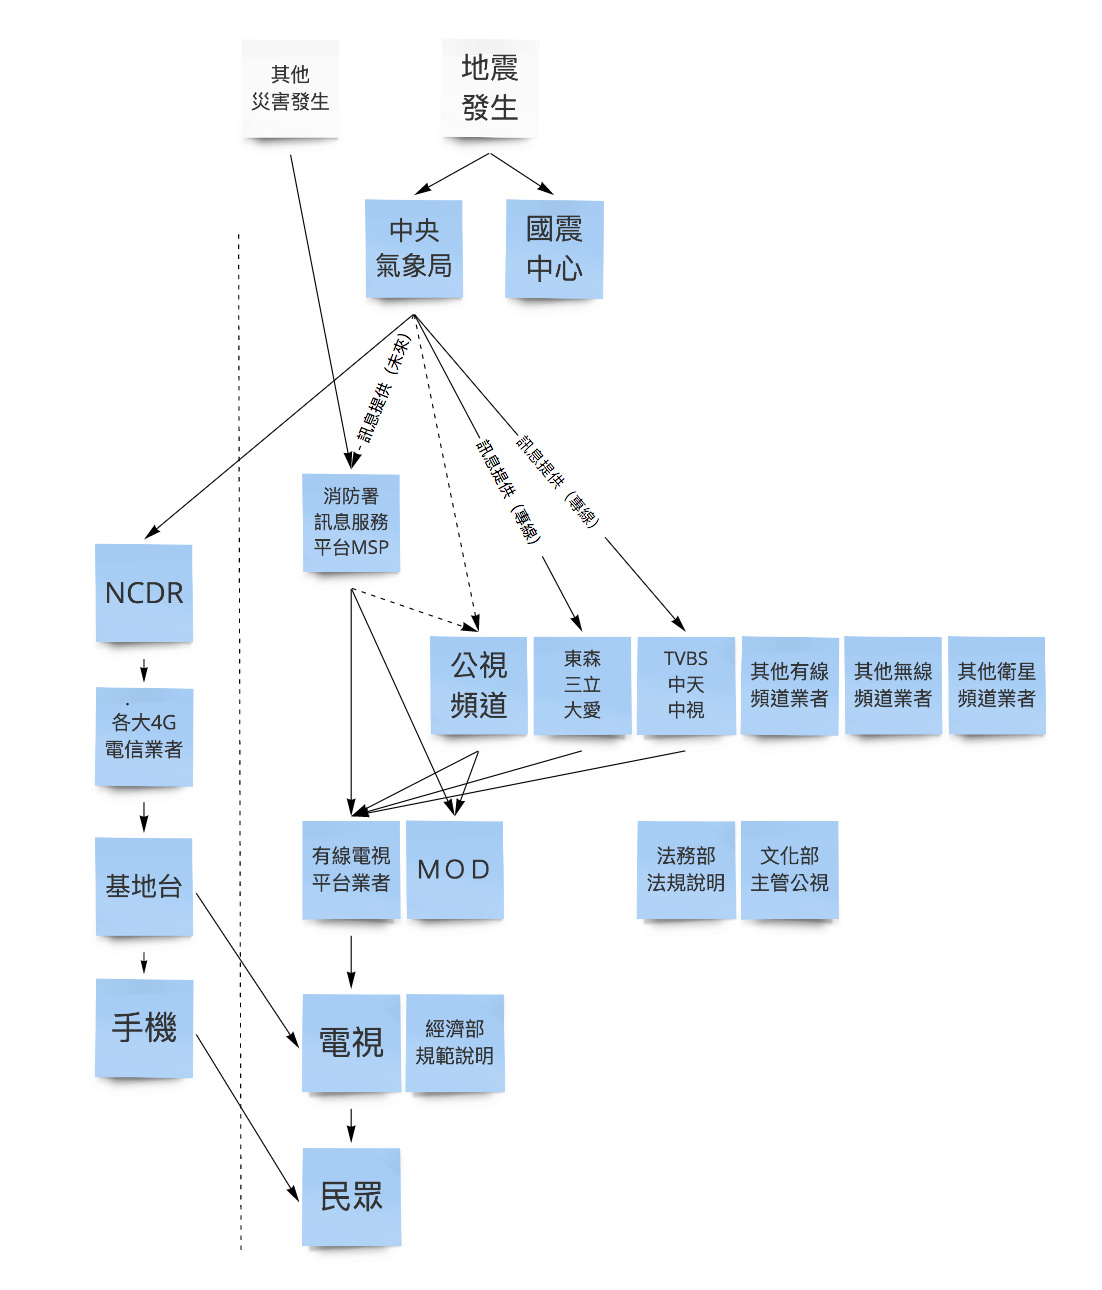 其他
災害發生
地震
發生
中央
氣象局
國震
中心
訊息提供（未來）
訊息提供（專線）
訊息提供（專線）
消防署
訊息服務
平台MSP
NCDR
公視
頻道
東森
三立
大愛
TVBS
中天
中視
其他有線
頻道業者
其他無線
頻道業者
其他衛星
頻道業者
各大4G
電信業者
基地台
有線電視
平台業者
ＭＯＤ
法務部
法規說明
文化部
主管公視
手機
電視
經濟部
規範說明
民眾